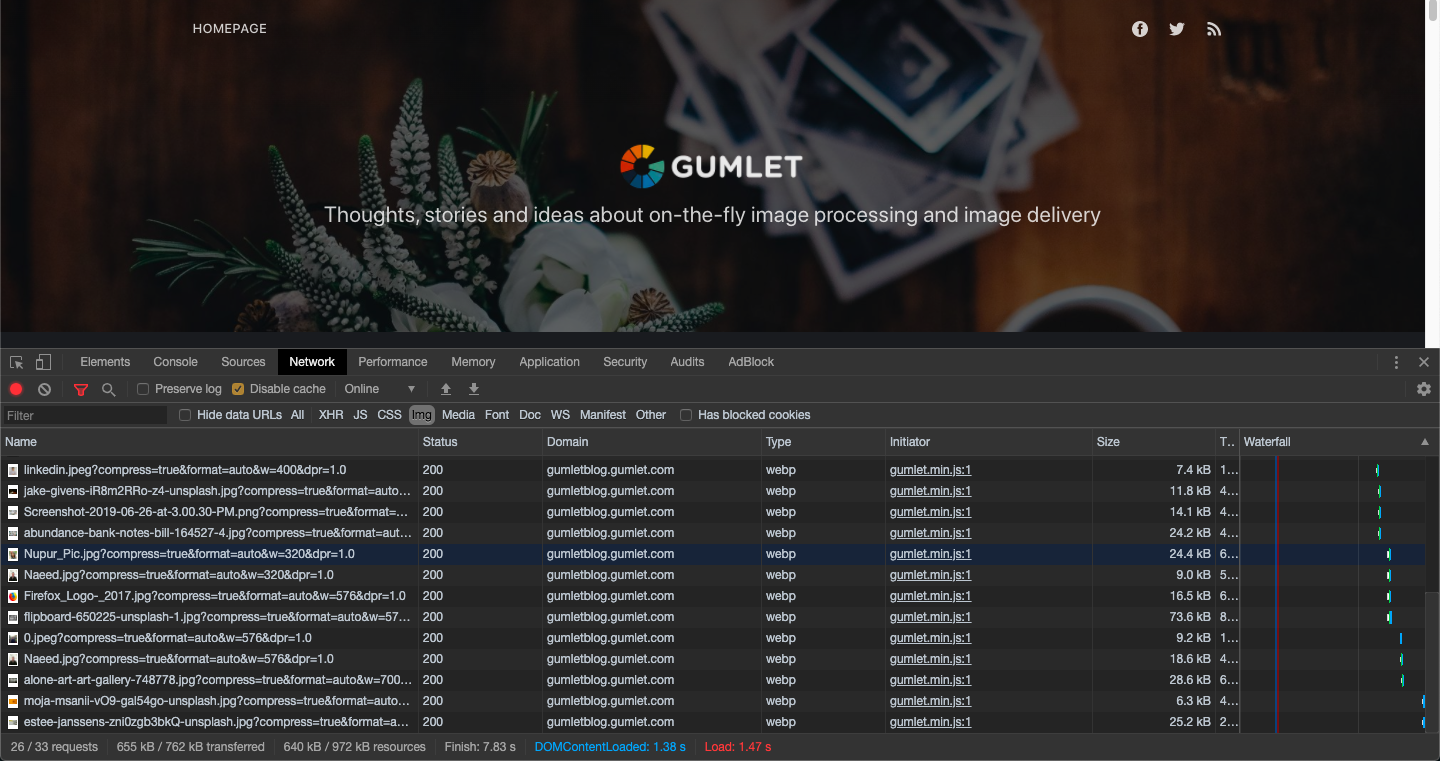 HOMEPAGE
GUMLET
Thoughts, stories and ideas about on-the-fly image processing and image delivery
Elements Console Sources Network Performance Memory Application Security Audits AdBlock
Preserve log Disable cache Online
Filter Hide data URLs All XHR JS CSS Img Media Font Doc WS Manifest Other Has blocked cookies
Name Status Domain Type Initiator Size T.. Waterfall
linkedin.jpeg?compress=true&format=auto&w=400&dpr=1.0 200 gumletblog.gumlet.com webp gumlet.min.js:1 7.4 kB 1...
jake-givens-iR8m2RRo-z4-unsplash.jpg?compress=true&format=auto... 200 gumletblog.gumlet.com webp gumlet.min.js:1 11.8 kB 4...
Screenshot-2019-06-26-at-3.00.30-PM.png?compress=true&format=... 200 gumletblog.gumlet.com webp gumlet.min.js:1 14.1 kB 4...
abundance-bank-notes-bill-164527-4.jpg?compress=true&format=aut... 200 gumletblog.gumlet.com webp gumlet.min.js:1 24.2 kB 4...
Nupur_Pic.jpg?compress=true&format=auto&w=320&dpr=1.0 200 gumletblog.gumlet.com webp gumlet.min.js:1 24.4 kB 6...
Naeed.jpg?compress=true&format=auto&w=320&dpr=1.0 200 gumletblog.gumlet.com webp gumlet.min.js:1 9.0 kB 5...
Firefox_Logo-_2017.jpg?compress=true&format=auto&w=576&dpr=1.0 200 gumletblog.gumlet.com webp gumlet.min.js:1 16.5 kB 6...
flipboard-650225-unsplash-1.jpg?compress=true&format=auto&w=57... 200 gumletblog.gumlet.com webp gumlet.min.js:1 73.6 kB 8...
0.jpeg?compress=true&format=auto&w=576&dpr=1.0 200 gumletblog.gumlet.com webp gumlet.min.js:1 9.2 kB 1...
Naeed.jpg?compress=true&format=auto&w=576&dpr=1.0 200 gumletblog.gumlet.com webp gumlet.min.js:1 18.6 kB 4...
alone-art-art-gallery-748778.jpg?compress=true&format=auto&w=700... 200 gumletblog.gumlet.com webp gumlet.min.js:1 28.6 kB 6...
moja-msanii-vO9-gal54go-unsplash.jpg?compress=true&format=auto... 200 gumletblog.gumlet.com webp gumlet.min.js:1 6.3 kB 4...
estee-janssens-zni0zgb3bkQ-unsplash.jpg?compress=true&format=a... 200 gumletblog.gumlet.com webp gumlet.min.js:1 25.2 kB 2...
26 / 33 requests 655 kB / 762 kB transferred 640 kB / 972 kB resources Finish: 7.83 s DOMContentLoaded: 1.38 s Load: 1.47 s